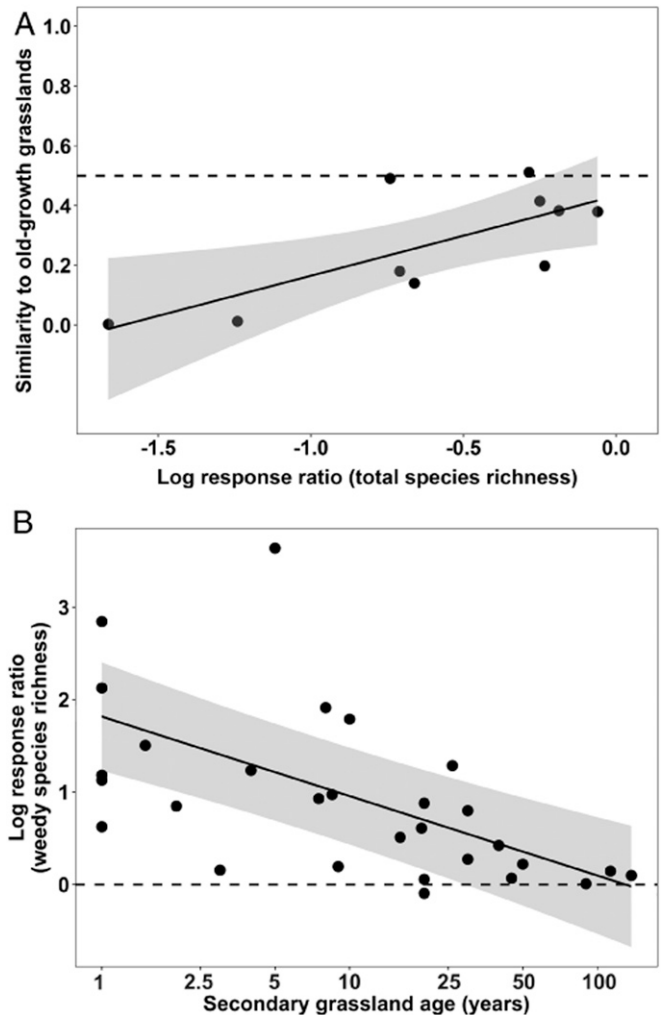 A
Similarity to old-growth grasslands
1.0
0.8
0.6
0.4
0.2
0.0
-1.5 -1.0 -0.5 0.0
Log response ratio (total species richness)
B
Log response ratio
(weedy species richness)
3
2
1
0
1 2.5 5 10 25 50 100
Secondary grassland age (years)